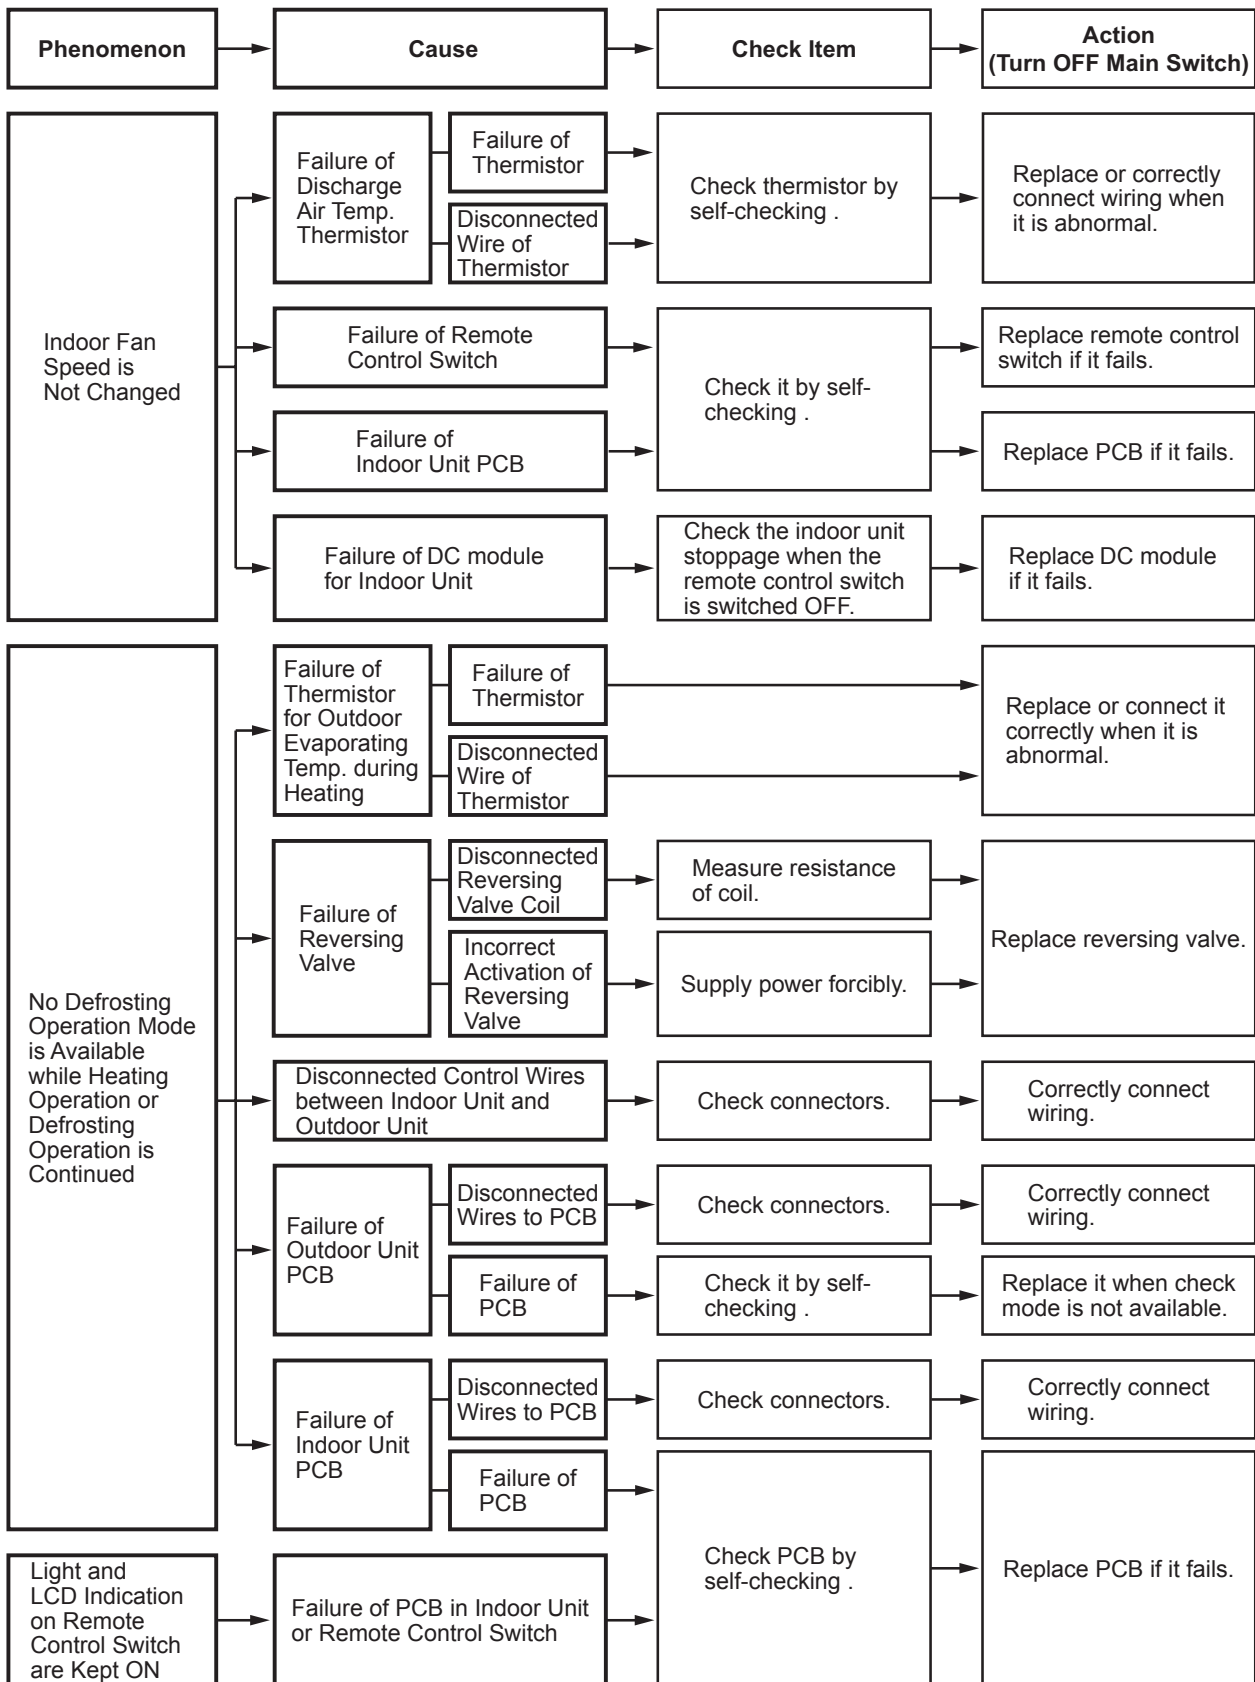 Phenomenon
Cause
Check Item
Action
(Turn OFF Main Switch)
Indoor Fan
Speed is
Not Changed
Failure of
Discharge
Air Temp.
Thermistor
Failure of
Thermistor
Disconnected
Wire of
Thermistor
Check thermistor by
self-checking .
Replace or correctly
connect wiring when
it is abnormal.
Failure of Remote
Control Switch
Check it by self-
checking .
Replace remote control
switch if it fails.
Failure of
Indoor Unit PCB
Replace PCB if it fails.
Failure of DC module
for Indoor Unit
Check the indoor unit
stoppage when the
remote control switch
is switched OFF.
Replace DC module
if it fails.
No Defrosting
Operation Mode
is Available
while Heating
Operation or
Defrosting
Operation is
Continued
Failure of
Thermistor
for Outdoor
Evaporating
Temp. during
Heating
Failure of
Thermistor
Disconnected
Wire of
Thermistor
Replace or connect it
correctly when it is
abnormal.
Failure of
Reversing
Valve
Disconnected
Reversing
Valve Coil
Measure resistance
of coil.
Incorrect
Activation of
Reversing
Valve
Supply power forcibly.
Replace reversing valve.
Disconnected Control Wires
between Indoor Unit and
Outdoor Unit
Check connectors.
Correctly connect
wiring.
Failure of
Outdoor Unit
PCB
Disconnected
Wires to PCB
Check connectors.
Correctly connect
wiring.
Failure of
PCB
Check it by self-
checking .
Replace it when check
mode is not available.
Failure of
Indoor Unit
PCB
Disconnected
Wires to PCB
Check connectors.
Correctly connect
wiring.
Failure of
PCB
Check PCB by
self-checking .
Replace PCB if it fails.
Light and
LCD Indication
on Remote
Control Switch
are Kept ON
Failure of PCB in Indoor Unit
or Remote Control Switch